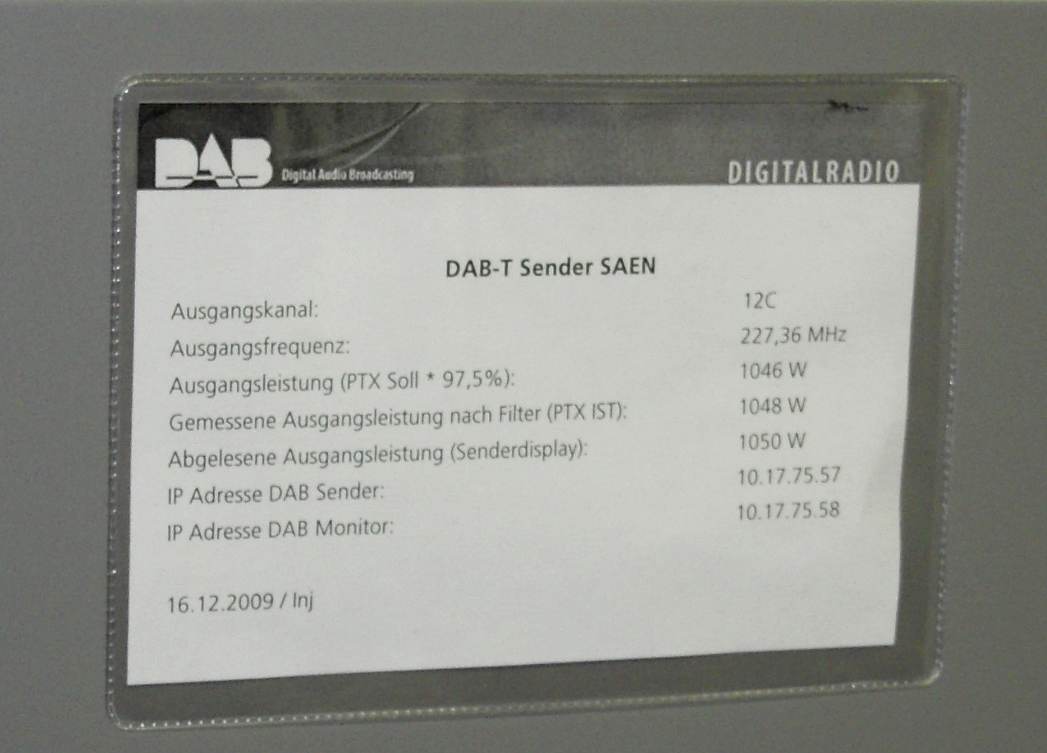 DAB Digital Audio Broadcasting DIGITALRADIO
DAB-T Sender SAEN
Ausgangskanal: 12C
Ausgangsfrequenz: 227,36 MHz
Ausgangsleistung (PTX Soll * 97,5%): 1046 W
Gemessene Ausgangsleistung nach Filter (PTX IST): 1048 W
Abgelesene Ausgangsleistung (Senderdisplay): 1050 W
IP Adresse DAB Sender: 10.17.75.57
IP Adresse DAB Monitor: 10.17.75.58
16.12.2009 / Inj